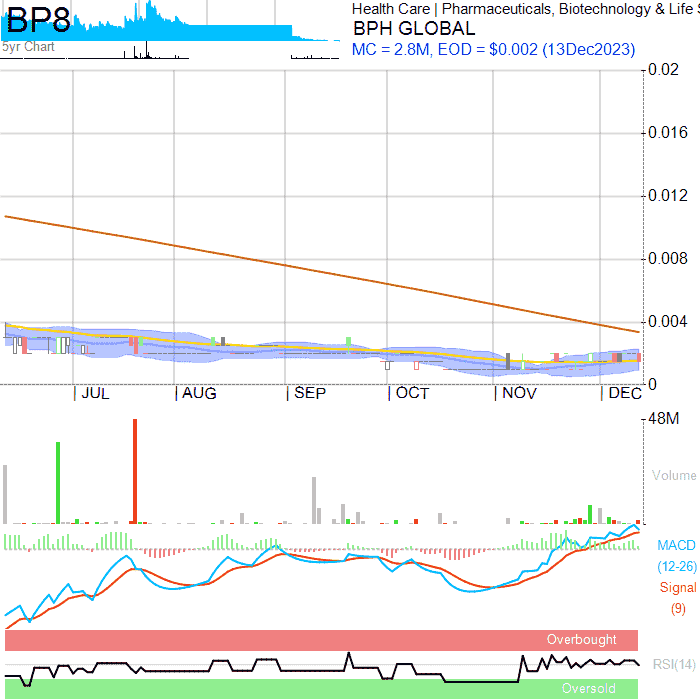 BP8
5yr Chart
Health Care | Pharmaceuticals, Biotechnology & Life S
BPH GLOBAL
MC = 2.8M, EOD = $0.002 (13Dec2023)
0.02
0.016
0.012
0.008
0.004
0
JUL AUG SEP OCT NOV DEC
48M
Volume
MACD
(12-26)
Signal
(9)
Overbought
RSI(14)
Oversold